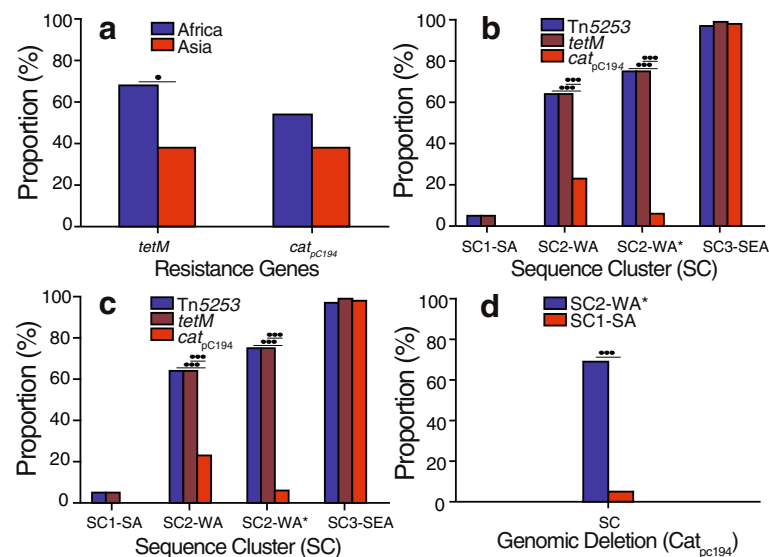 a
Africa
Asia
Proportion (%)
100
80
60
40
20
0
tetM
cat pC194
Resistance Genes
b
Tn5253
tetM
cat pC194
Proportion (%)
100
80
60
40
20
0
SC1-SA
SC2-WA
SC2-WA*
SC3-SEA
Sequence Cluster (SC)
c
Tn5253
tetM
cat pC194
Proportion (%)
100
80
60
40
20
0
SC1-SA
SC2-WA
SC2-WA*
SC3-SEA
Sequence Cluster (SC)
d
SC2-WA*
SC1-SA
Proportion (%)
100
80
60
40
20
0
SC
Genomic Deletion (Cat pc194)